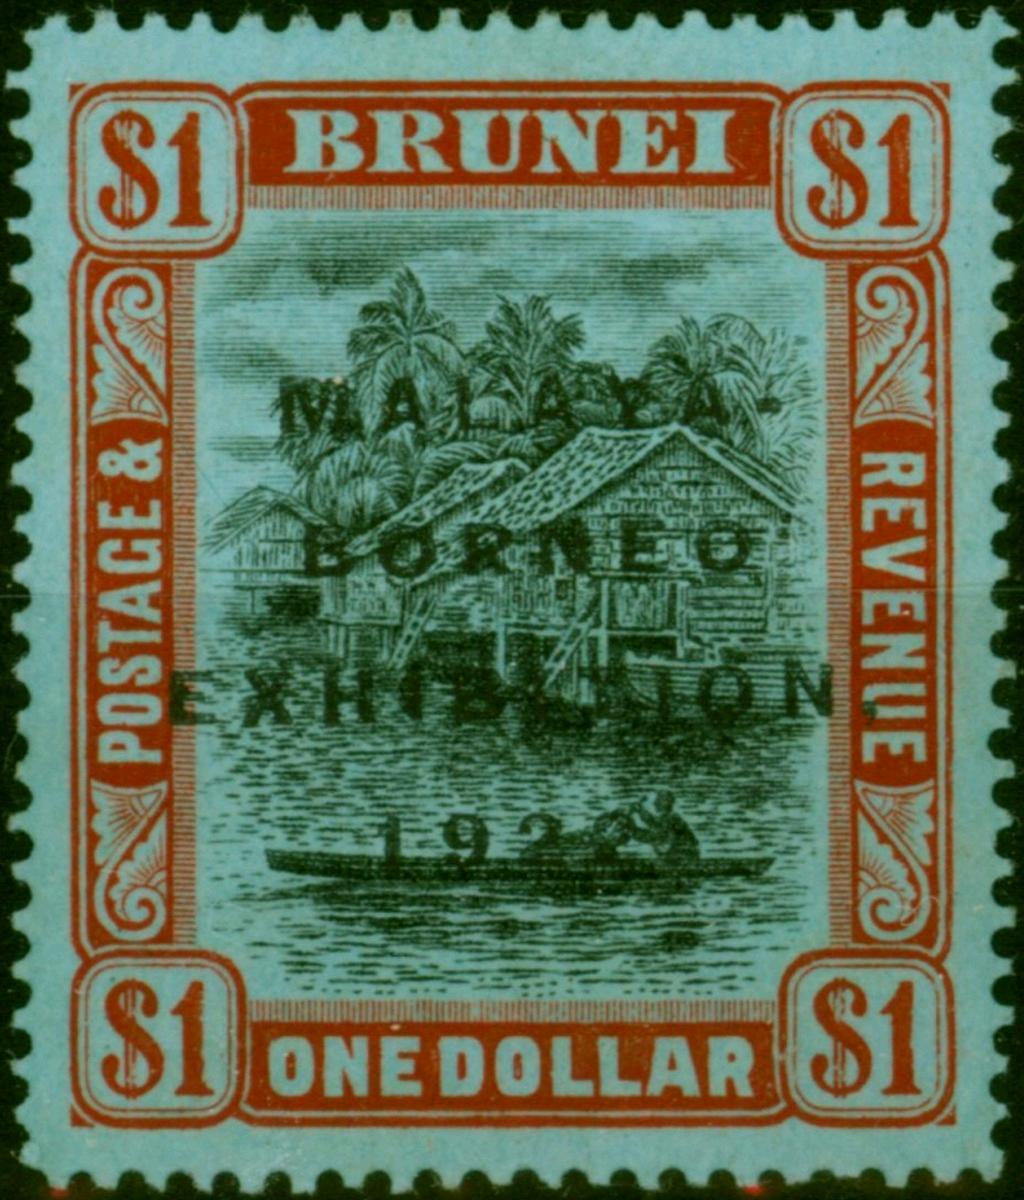 $1 BRUNEI $1
MALAYA-
BORNEO
EXHIBITION,
1922
POSTAGE &
REVENUE
$1 ONE DOLLAR $1